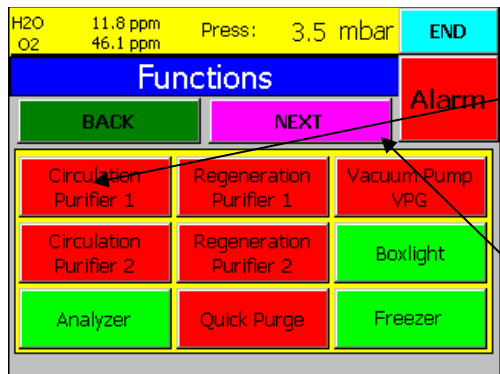 H2O 11.8 ppm Press: 3.5 mbar END
O2 46.1 ppm
Functions
Alarm
BACK NEXT
Circulation Purifier 1
Regeneration Purifier 1
Vacuum Pump VPG
Circulation Purifier 2
Regeneration Purifier 2
Boxlight
Analyzer
Quick Purge
Freezer